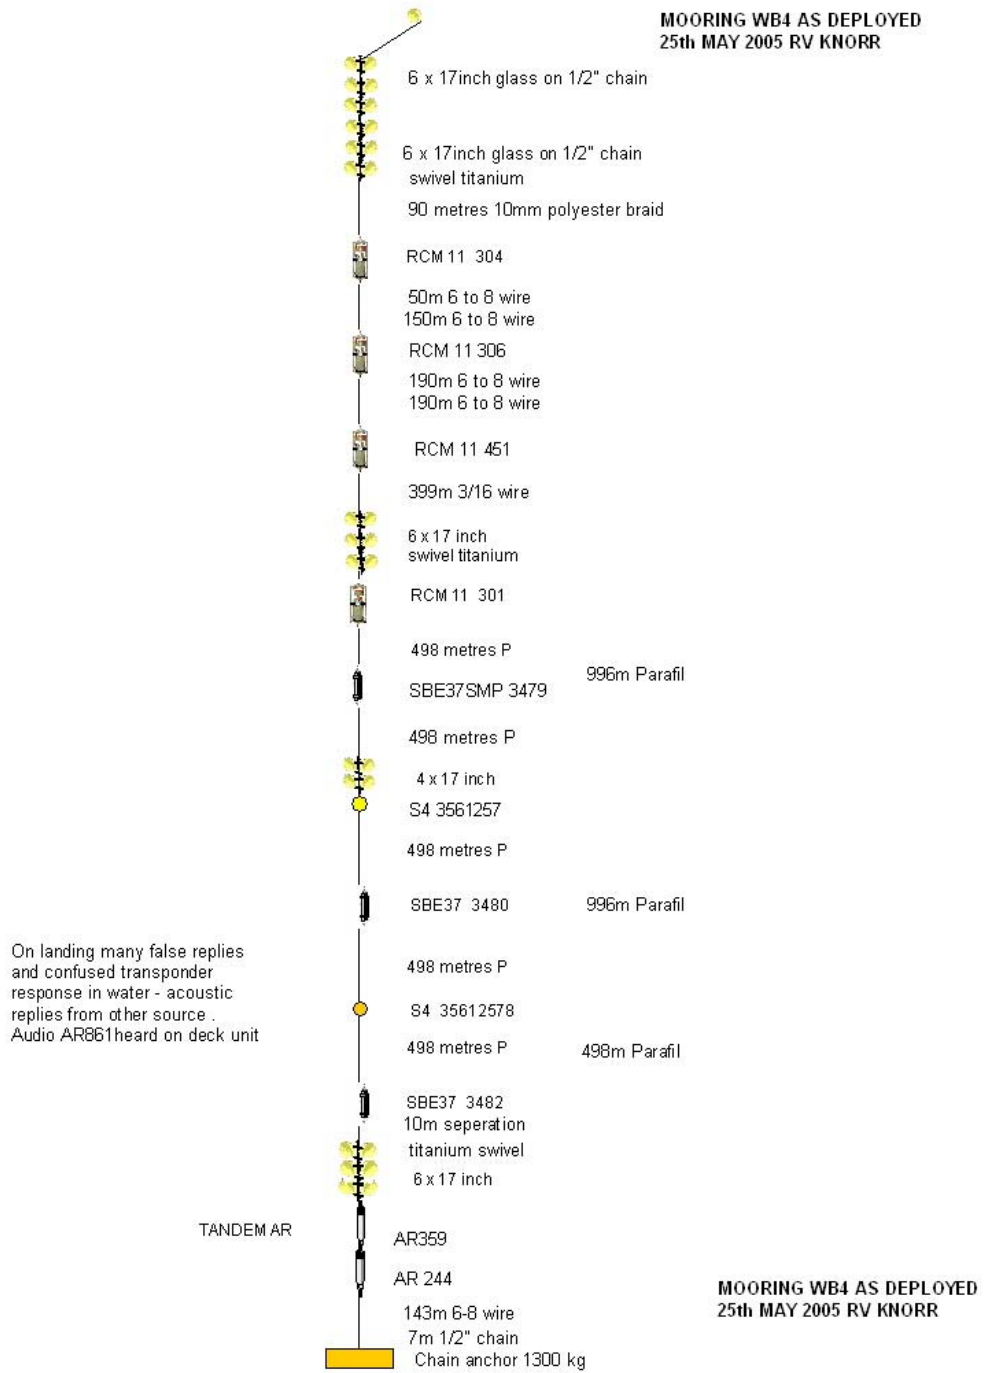 MOORING WB4 AS DEPLOYED
25th MAY 2005 RV KNORR
6 x 17inch glass on 1/2" chain
6 x 17inch glass on 1/2" chain
swivel titanium
90 metres 10mm polyester braid
RCM 11 304
50m 6 to 8 wire
150m 6 to 8 wire
RCM 11 306
190m 6 to 8 wire
190m 6 to 8 wire
RCM 11 451
399m 3/16 wire
6 x 17 inch
swivel titanium
RCM 11 301
498 metres P
996m Parafil
SBE37SMP 3479
498 metres P
4 x 17 inch
S4 3561257
498 metres P
SBE37 3480
996m Parafil
On landing many false replies
and confused transponder
response in water - acoustic
replies from other source .
Audio AR861heard on deck unit
498 metres P
S4 35612578
498 metres P
498m Parafil
SBE37 3482
10m seperation
titanium swivel
6 x 17 inch
TANDEM AR
AR359
AR 244
143m 6-8 wire
7m 1/2" chain
Chain anchor 1300 kg
MOORING WB4 AS DEPLOYED
25th MAY 2005 RV KNORR